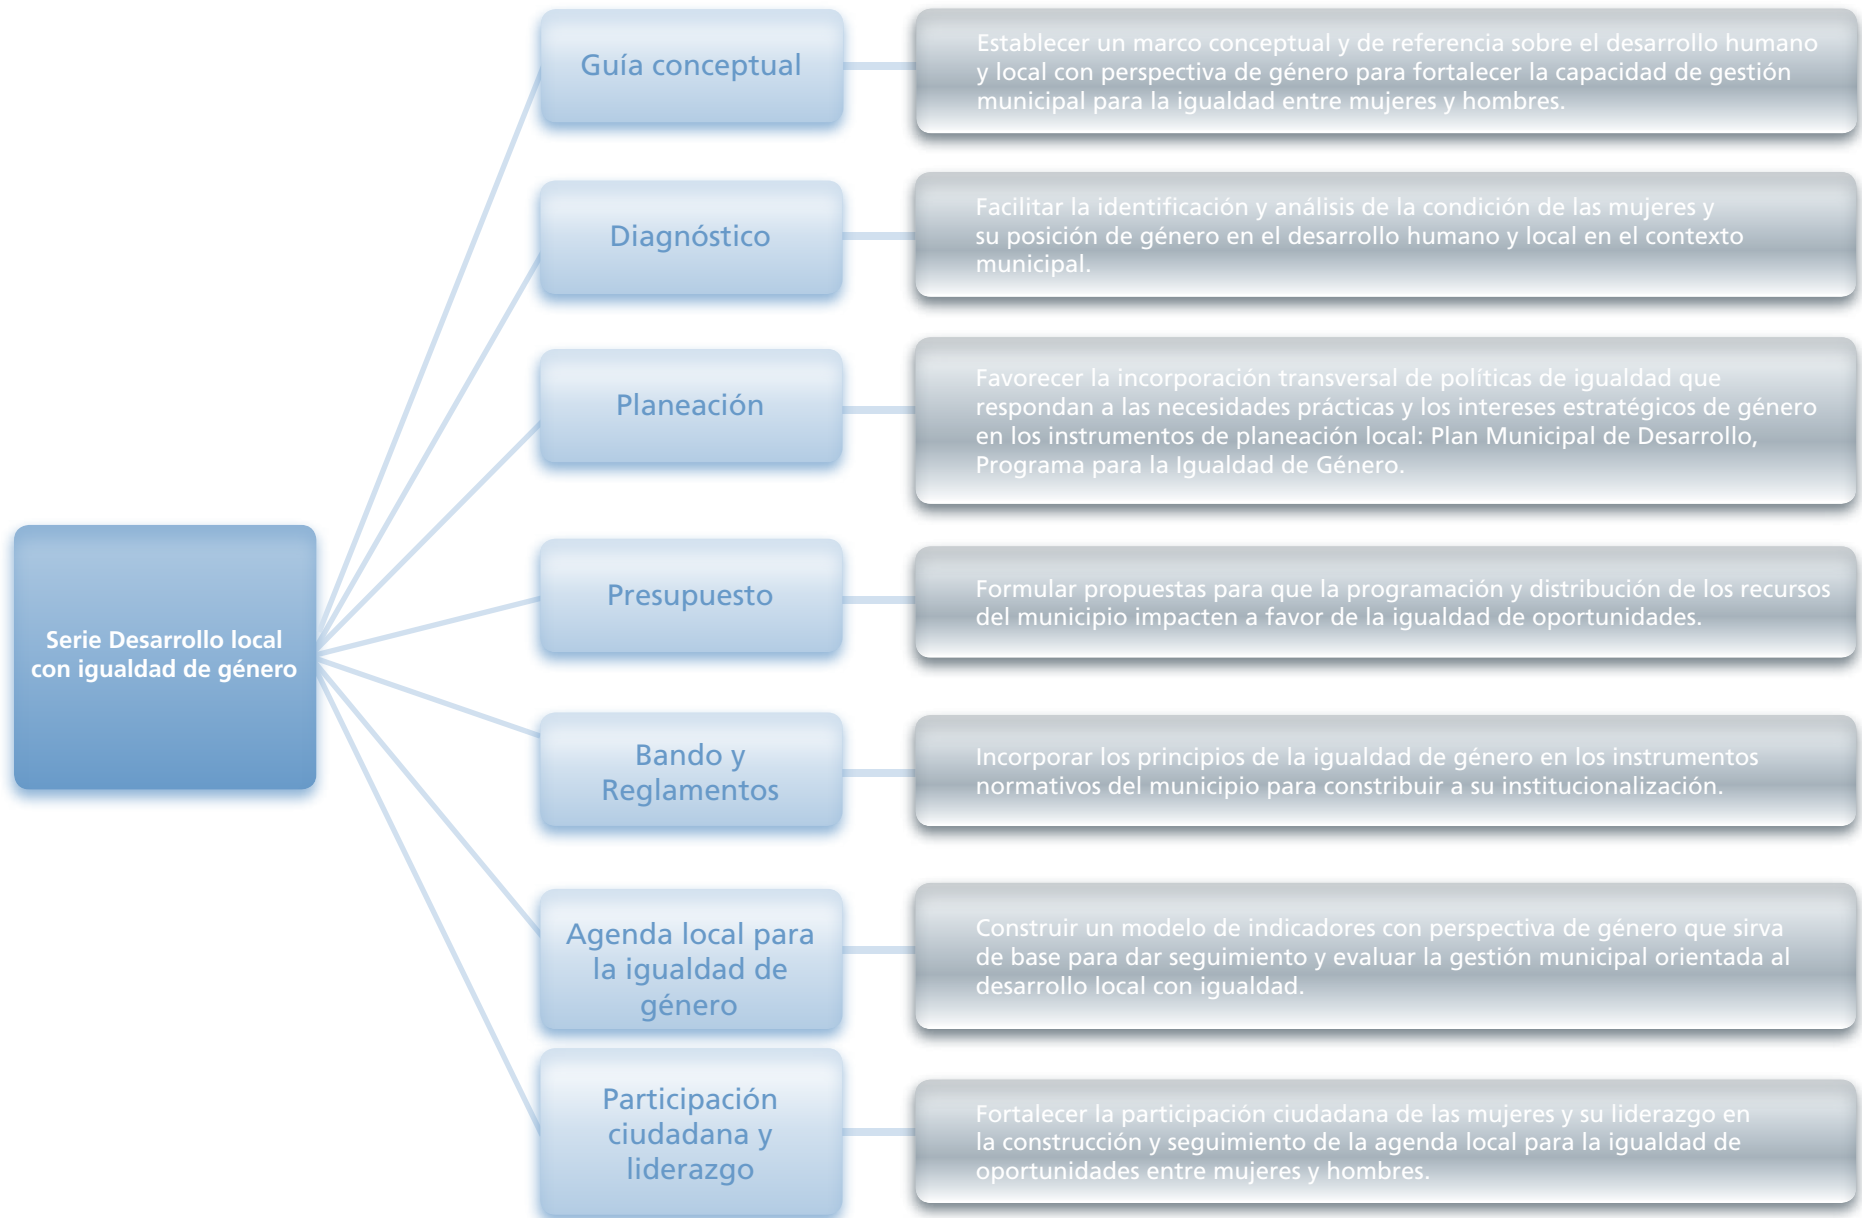 Serie Desarrollo local
con igualdad de género
Guía conceptual
Establecer un marco conceptual y de referencia sobre el desarrollo humano
y local con perspectiva de género para fortalecer la capacidad de gestión
municipal para la igualdad entre mujeres y hombres.
Diagnóstico
Facilitar la identificación y análisis de la condición de las mujeres y
su posición de género en el desarrollo humano y local en el contexto
municipal.
Planeación
Favorecer la incorporación transversal de políticas de igualdad que
respondan a las necesidades prácticas y los intereses estratégicos de género
en los instrumentos de planeación local: Plan Municipal de Desarrollo,
Programa para la Igualdad de Género.
Presupuesto
Formular propuestas para que la programación y distribución de los recursos
del municipio impacten a favor de la igualdad de oportunidades.
Bando y
Reglamentos
Incorporar los principios de la igualdad de género en los instrumentos
normativos del municipio para constribuir a su institucionalización.
Agenda local para
la igualdad de
género
Construir un modelo de indicadores con perspectiva de género que sirva
de base para dar seguimiento y evaluar la gestión municipal orientada al
desarrollo local con igualdad.
Participación
ciudadana y
liderazgo
Fortalecer la participación ciudadana de las mujeres y su liderazgo en
la construcción y seguimiento de la agenda local para la igualdad de
oportunidades entre mujeres y hombres.